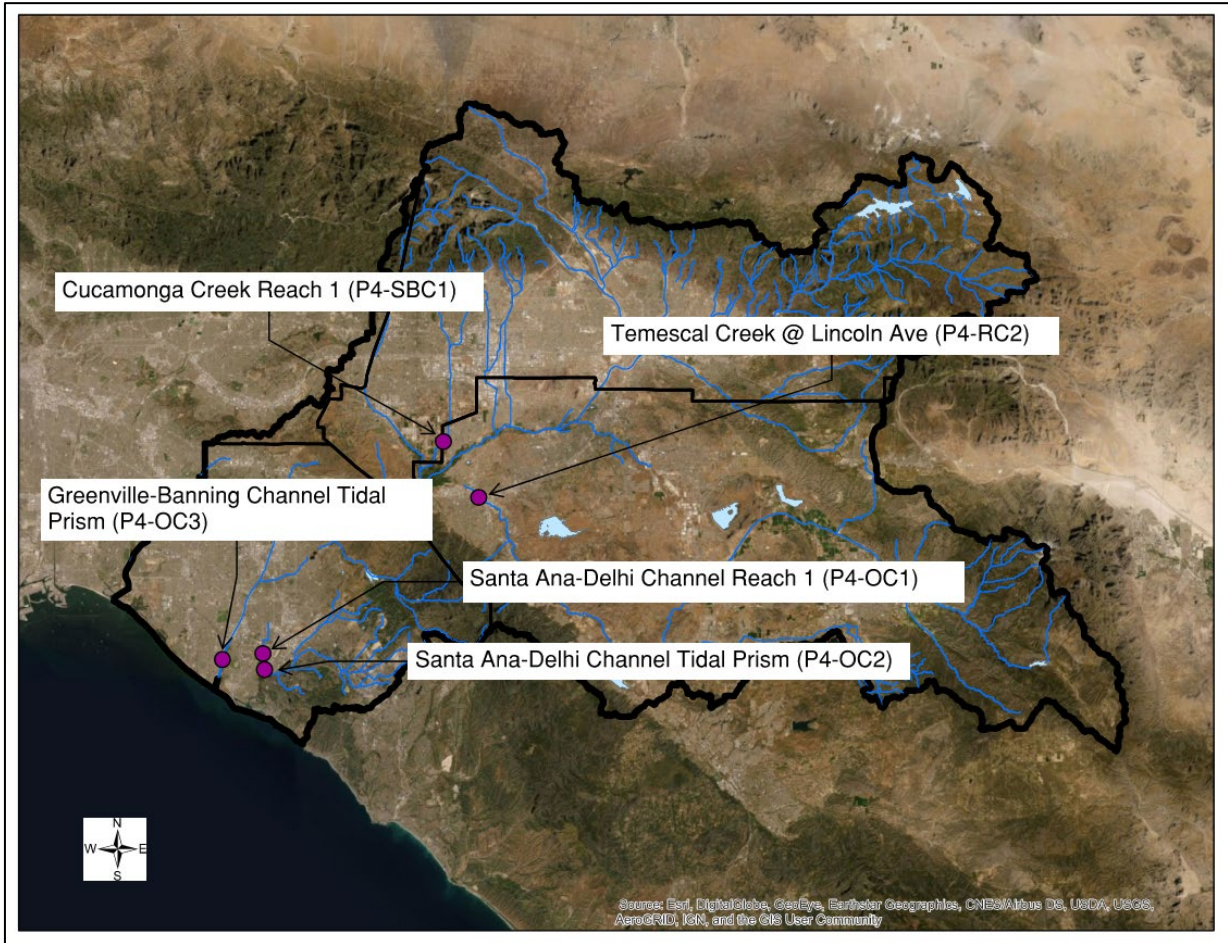 Cucamonga Creek Reach 1 (P4-SBC1)
Temescal Creek @ Lincoln Ave (P4-RC2)
Greenville-Banning Channel Tidal
Prism (P4-OC3)
Santa Ana-Delhi Channel Reach 1 (P4-OC1)
Santa Ana-Delhi Channel Tidal Prism (P4-OC2)
N
W E
S
Source: Esri, DigitalGlobe, GeoEye, Earthstar Geographics, CNES/Airbus DS, USDA, USGS,
AeroGRID, IGN, and the GIS User Community